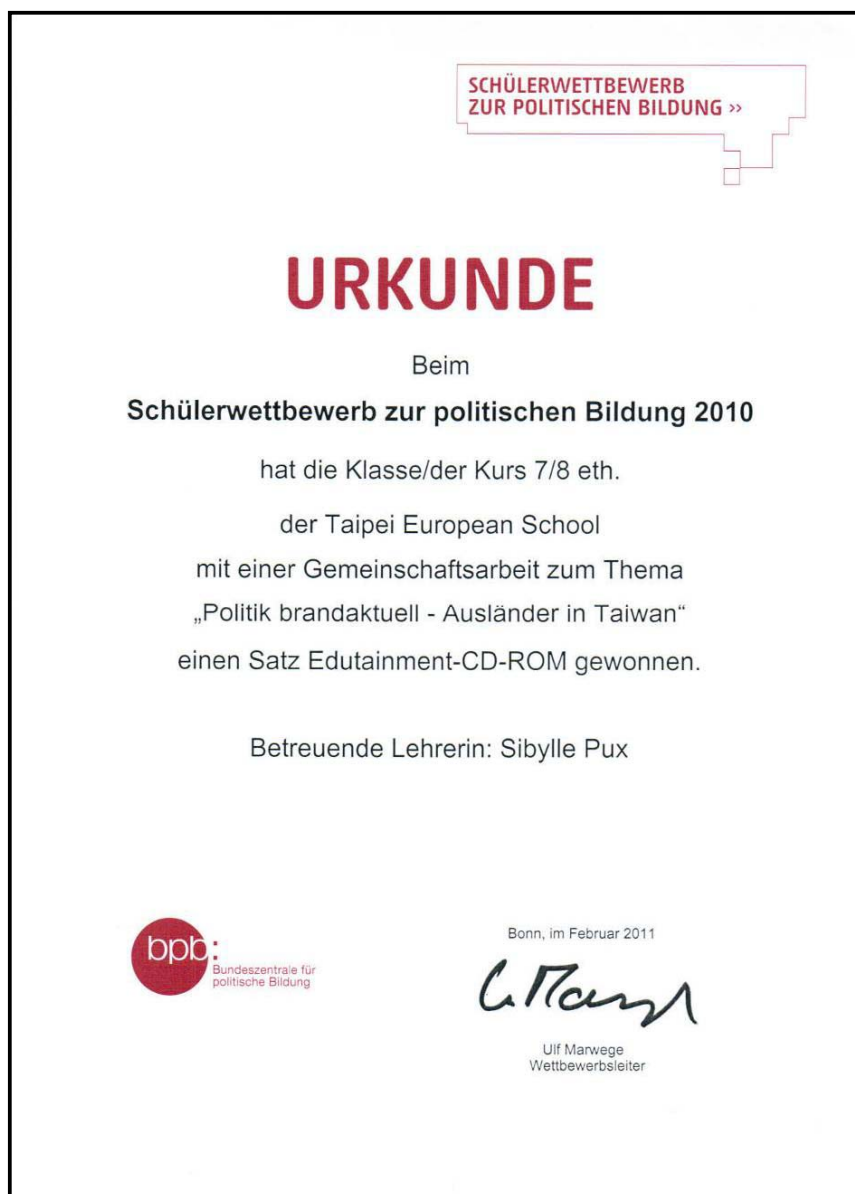 SCHÜLERWETTBEWERB
ZUR POLITISCHEN BILDUNG »
URKUNDE
Beim
Schülerwettbewerb zur politischen Bildung 2010
hat die Klasse/der Kurs 7/8 eth.
der Taipei European School
mit einer Gemeinschaftsarbeit zum Thema
„Politik brandaktuell - Ausländer in Taiwan“
einen Satz Edutainment-CD-ROM gewonnen.
Betreuende Lehrerin: Sibylle Pux
bpb:
Bundeszentrale für
politische Bildung
Bonn, im Februar 2011
Ulf Marwege
Wettbewerbsleiter